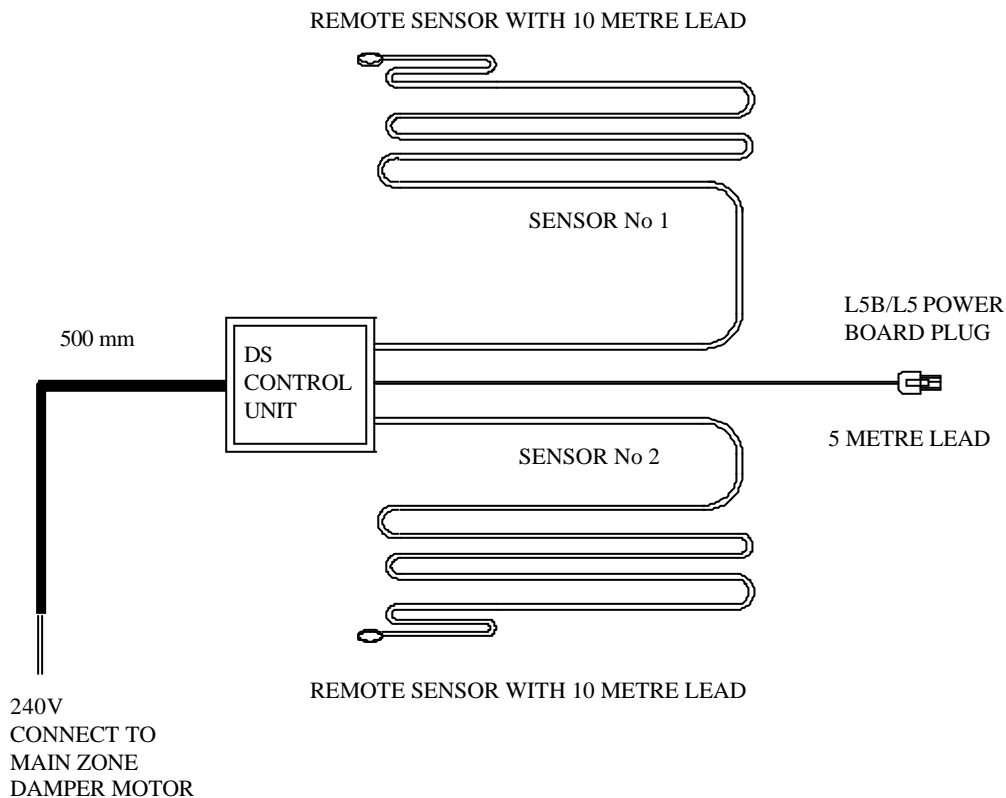 REMOTE SENSOR WITH 10 METRE LEAD
SENSOR No 1
L5B/L5 POWER
BOARD PLUG
500 mm
DS
CONTROL
UNIT
5 METRE LEAD
SENSOR No 2
REMOTE SENSOR WITH 10 METRE LEAD
240V
CONNECT TO
MAIN ZONE
DAMPER MOTOR